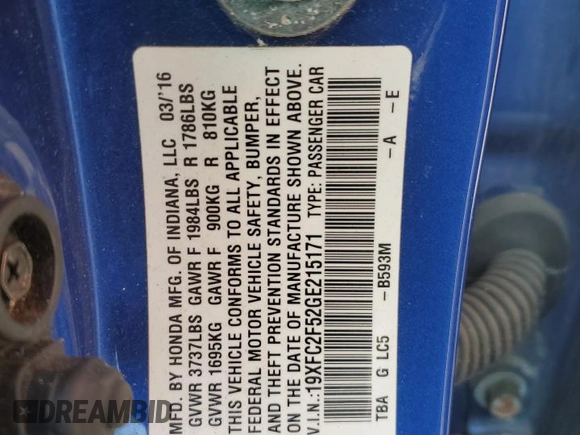 MFD. BY HONDA MFG. OF INDIANA, LLC 03/'16
GVWR 3737LBS GAWR F 1984LBS R 1786LBS
GVWR 1695KG GAWR F 900KG R 810KG
THIS VEHICLE CONFORMS TO ALL APPLICABLE
FEDERAL MOTOR VEHICLE SAFETY, BUMPER,
AND THEFT PREVENTION STANDARDS IN EFFECT
ON THE DATE OF MANUFACTURE SHOWN ABOVE.
V.I.N.:19XFC2F52GE215171 TYPE: PASSENGER CAR
TBA G LC5 -B593M -A -E
DREAMBID